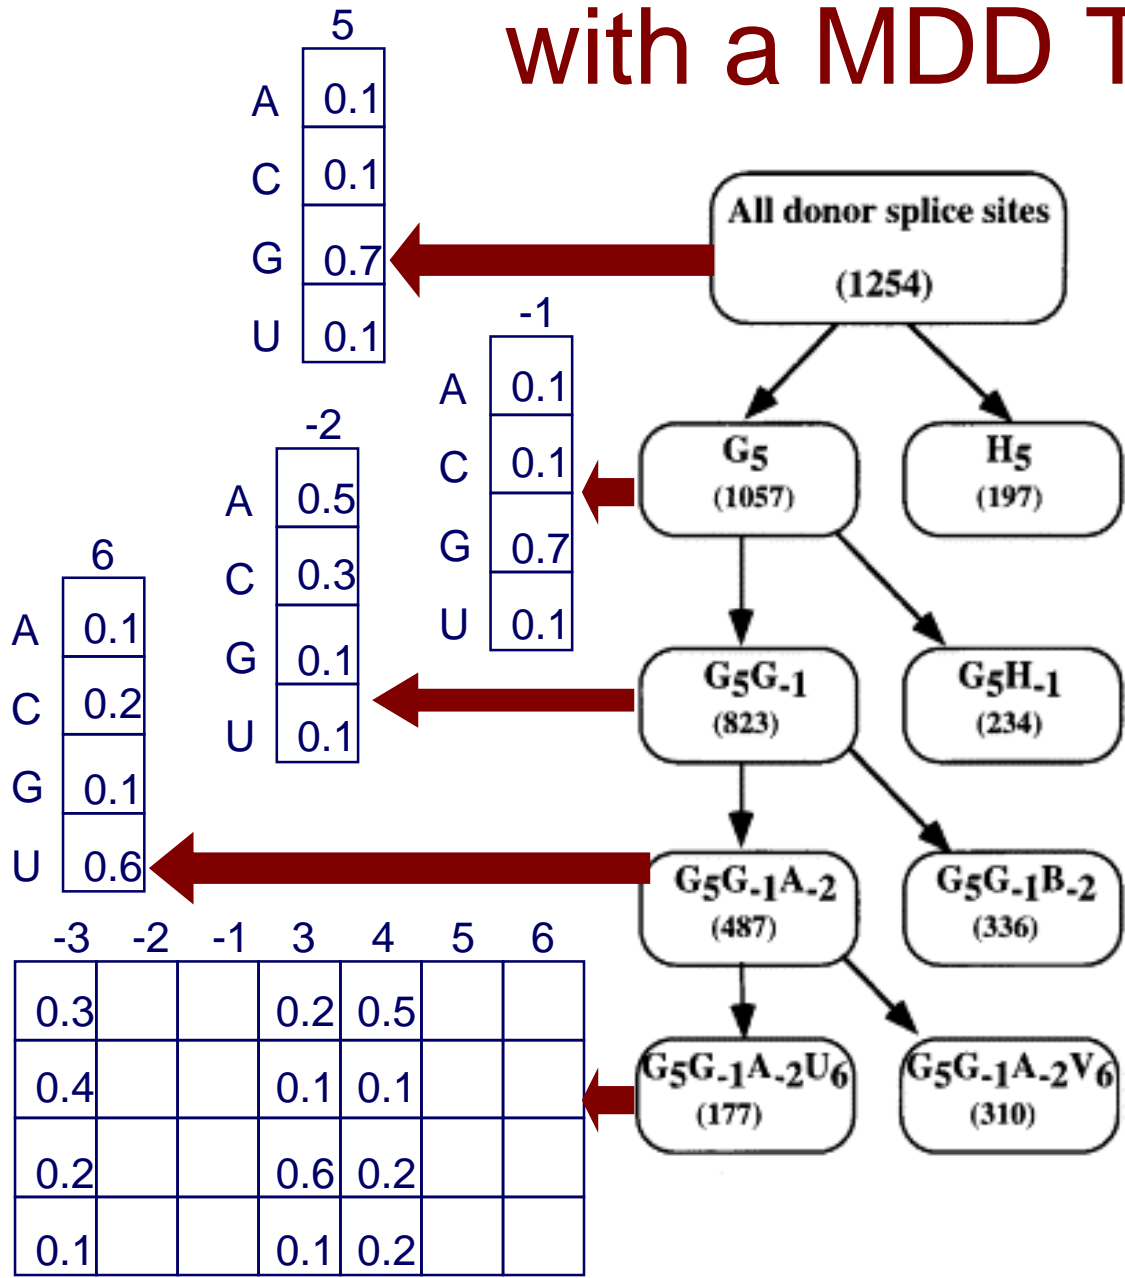 with a MDD T
5
A 0.1
C 0.1
G 0.7
U 0.1
-1
A 0.1
C 0.1
G 0.7
U 0.1
-2
A 0.5
C 0.3
G 0.1
U 0.1
6
A 0.1
C 0.2
G 0.1
U 0.6
-3 -2 -1 3 4 5 6
0.3 0.2 0.5
0.4 0.1 0.1
0.2 0.6 0.2
0.1 0.1 0.2
All donor splice sites
(1254)
G5
(1057)
H5
(197)
G5G-1
(823)
G5H-1
(234)
G5G-1A-2
(487)
G5G-1B-2
(336)
G5G-1A-2U6
(177)
G5G-1A-2V6
(310)